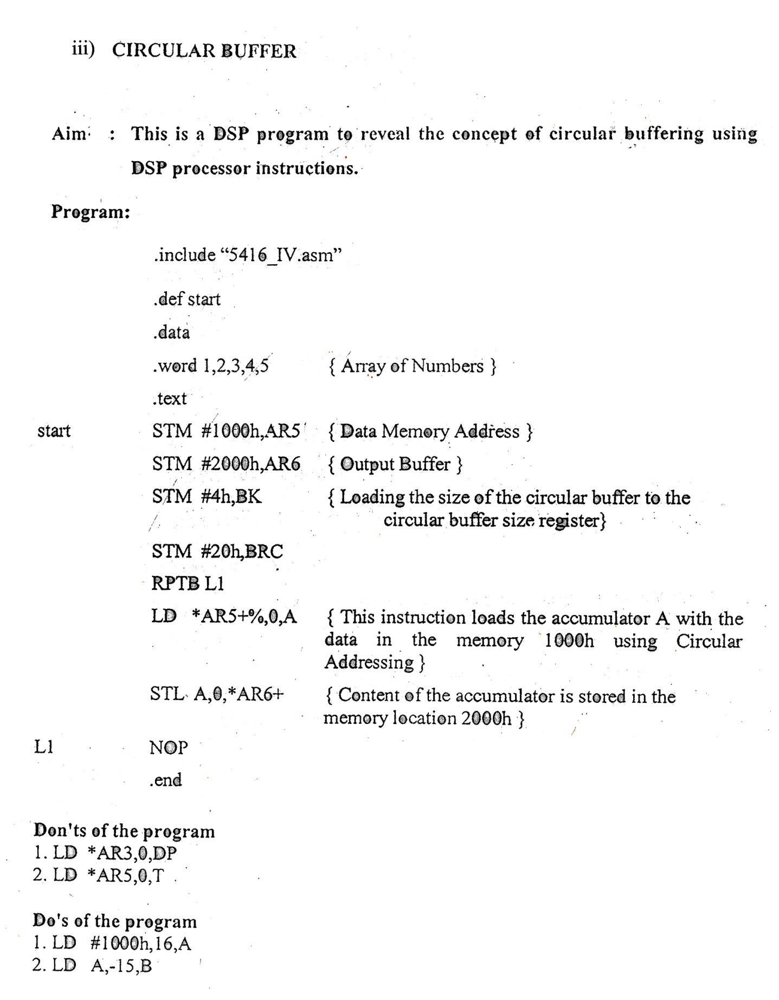 iii) CIRCULAR BUFFER
Aim : This is a DSP program to reveal the concept of circular buffering using
DSP processor instructions.
Program:
.include “5416_IV.asm”
.def start
.data
.word 1,2,3,4,5 { Array of Numbers }
.text
start STM #1000h,AR5 { Data Memory Address }
STM #2000h,AR6 { Output Buffer }
STM #4h,BK { Loading the size of the circular buffer to the
circular buffer size register}
STM #20h,BRC
RPTB L1
LD *AR5+%,0,A { This instruction loads the accumulator A with the
data in the memory 1000h using Circular
Addressing }
STL A,0,*AR6+ { Content of the accumulator is stored in the
memory location 2000h }
L1 NOP
.end
Don'ts of the program
1. LD *AR3,0,DP
2. LD *AR5,0,T
Do's of the program
1. LD #1000h,16,A
2. LD A,-15,B